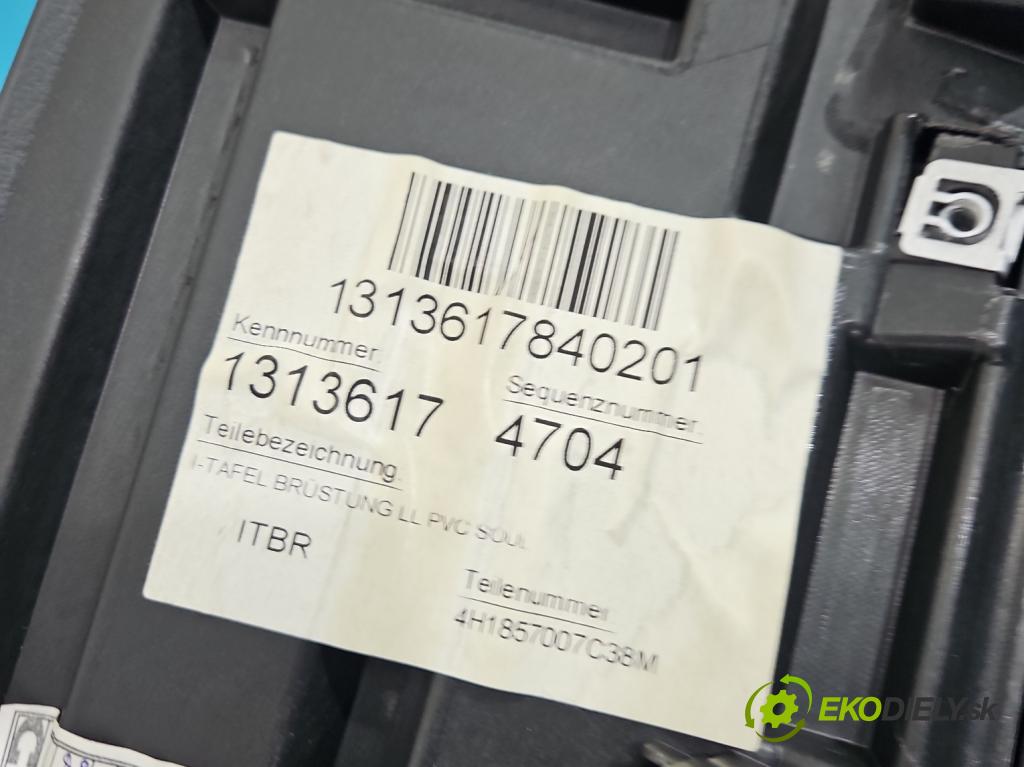 1313617840201
Kennnummer.
1313617
Sequenznummer.
4704
Teilebezeichnung.
I-TAFEL BRÜSTUNG LL PVC SOUL
ITBR
Teilenummer
4H1857007C38M
EKODIELY.sk